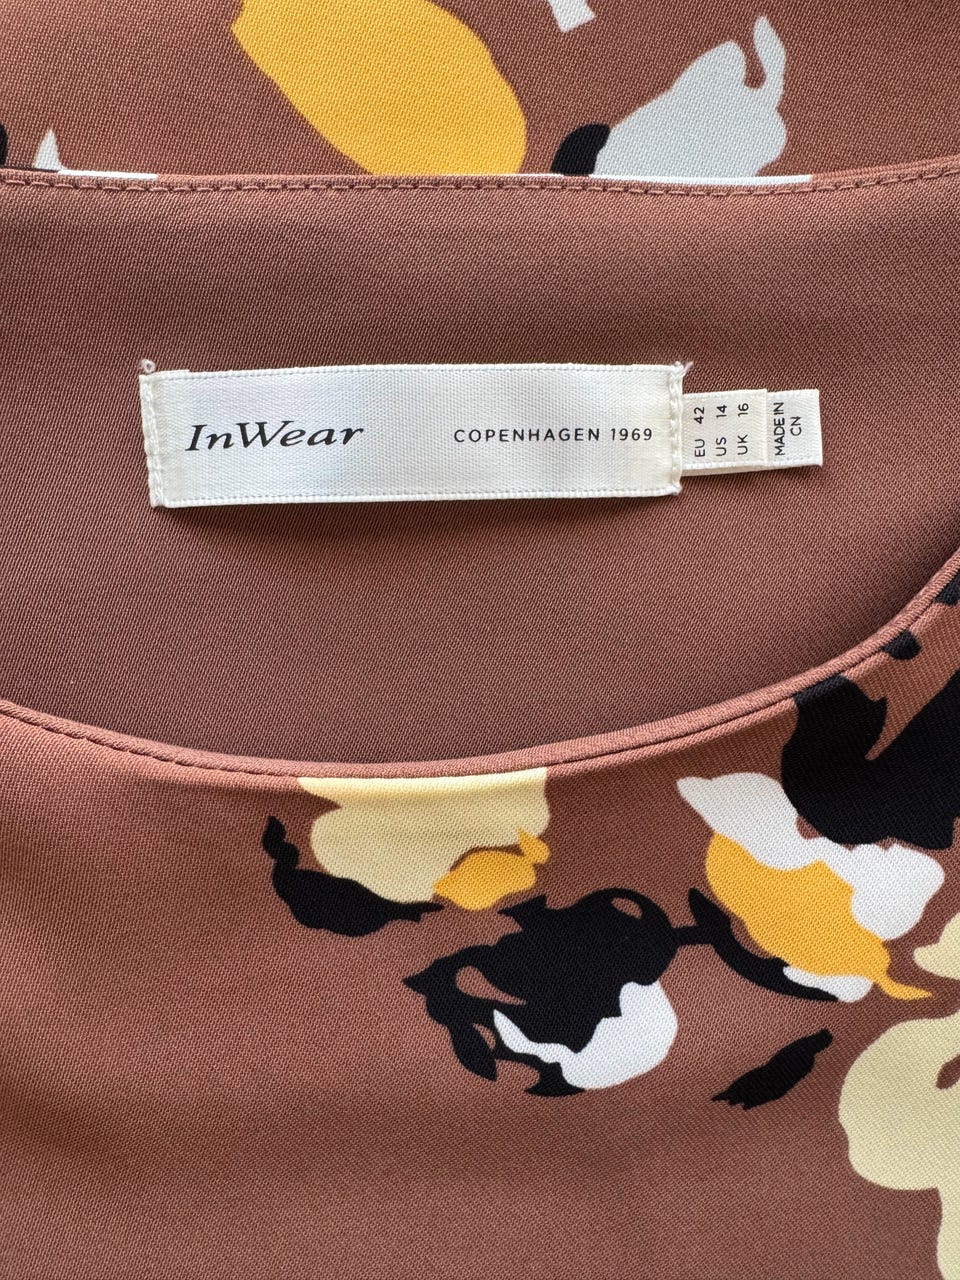 InWear
COPENHAGEN 1969
EU 42
US 14
UK 16
MADE IN
CN